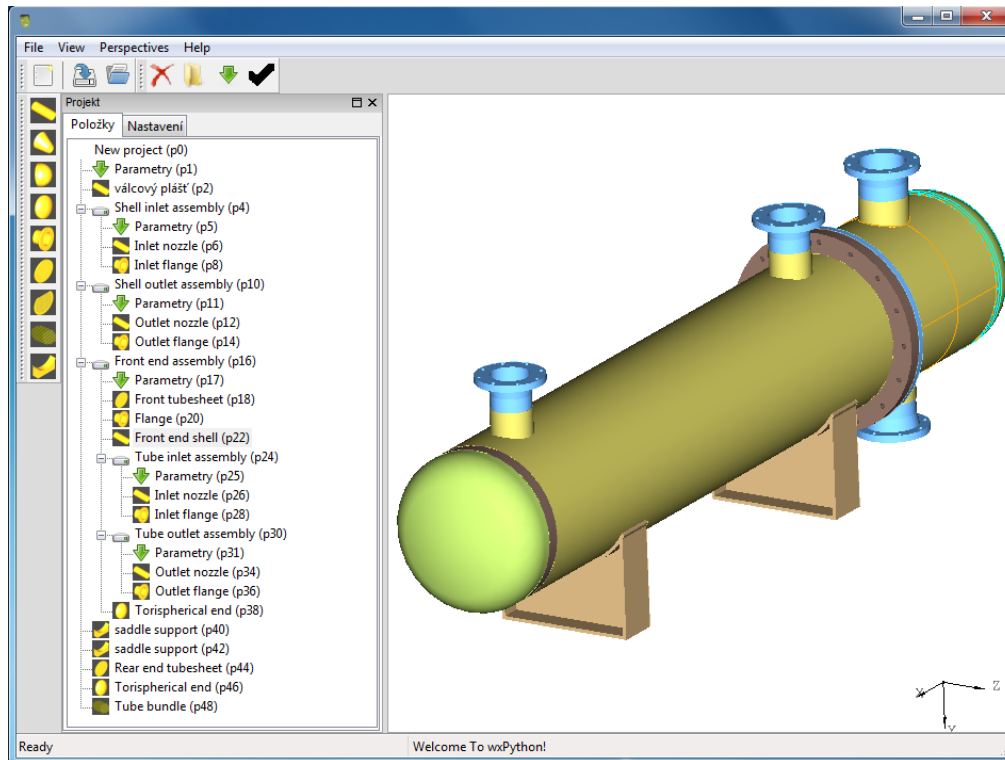 File View Perspectives Help
Projekt
Položky Nastavení
New project (p0)
Parametry (p1)
válcový plášť (p2)
Shell inlet assembly (p4)
Parametry (p5)
Inlet nozzle (p6)
Inlet flange (p8)
Shell outlet assembly (p10)
Parametry (p11)
Outlet nozzle (p12)
Outlet flange (p14)
Front end assembly (p16)
Parametry (p17)
Front tubesheet (p18)
Flange (p20)
Front end shell (p22)
Tube inlet assembly (p24)
Parametry (p25)
Inlet nozzle (p26)
Inlet flange (p28)
Tube outlet assembly (p30)
Parametry (p31)
Outlet nozzle (p34)
Outlet flange (p36)
Torispherical end (p38)
saddle support (p40)
saddle support (p42)
Rear end tubesheet (p44)
Torispherical end (p46)
Tube bundle (p48)
X Z
Y
Ready Welcome To wxPython!